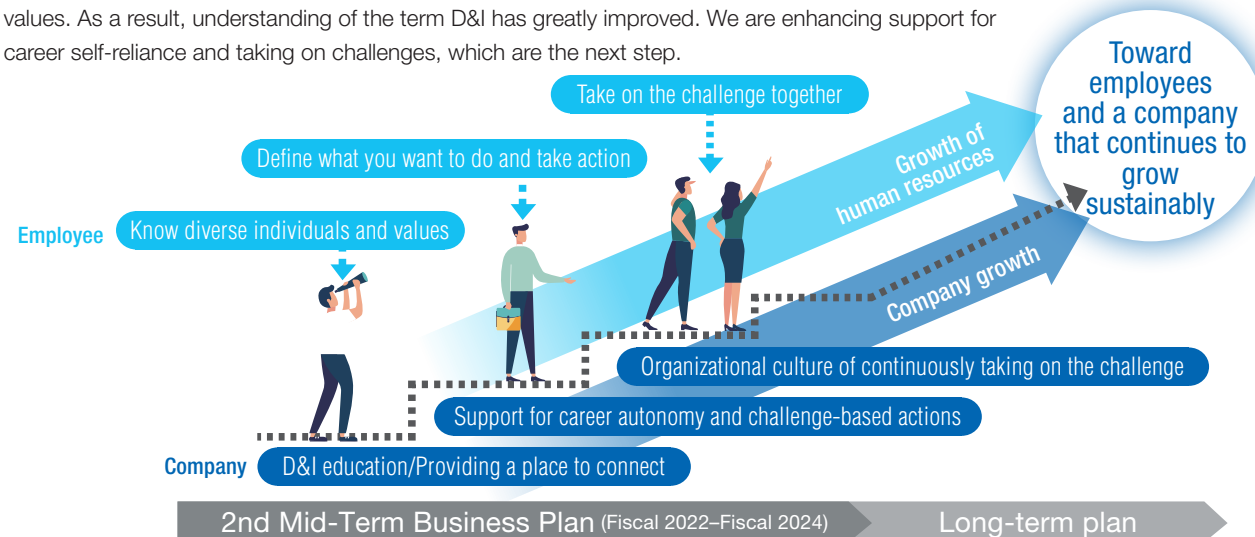 values. As a result, understanding of the term D&I has greatly improved. We are enhancing support for
career self-reliance and taking on challenges, which are the next step.
Toward
employees
and a company
that continues to
grow
sustainably
Take on the challenge together
Growth of
human resources
Define what you want to do and take action
Employee
Know diverse individuals and values
Company growth
Organizational culture of continuously taking on the challenge
Support for career autonomy and challenge-based actions
Company
D&I education/Providing a place to connect
2nd Mid-Term Business Plan (Fiscal 2022–Fiscal 2024)
Long-term plan